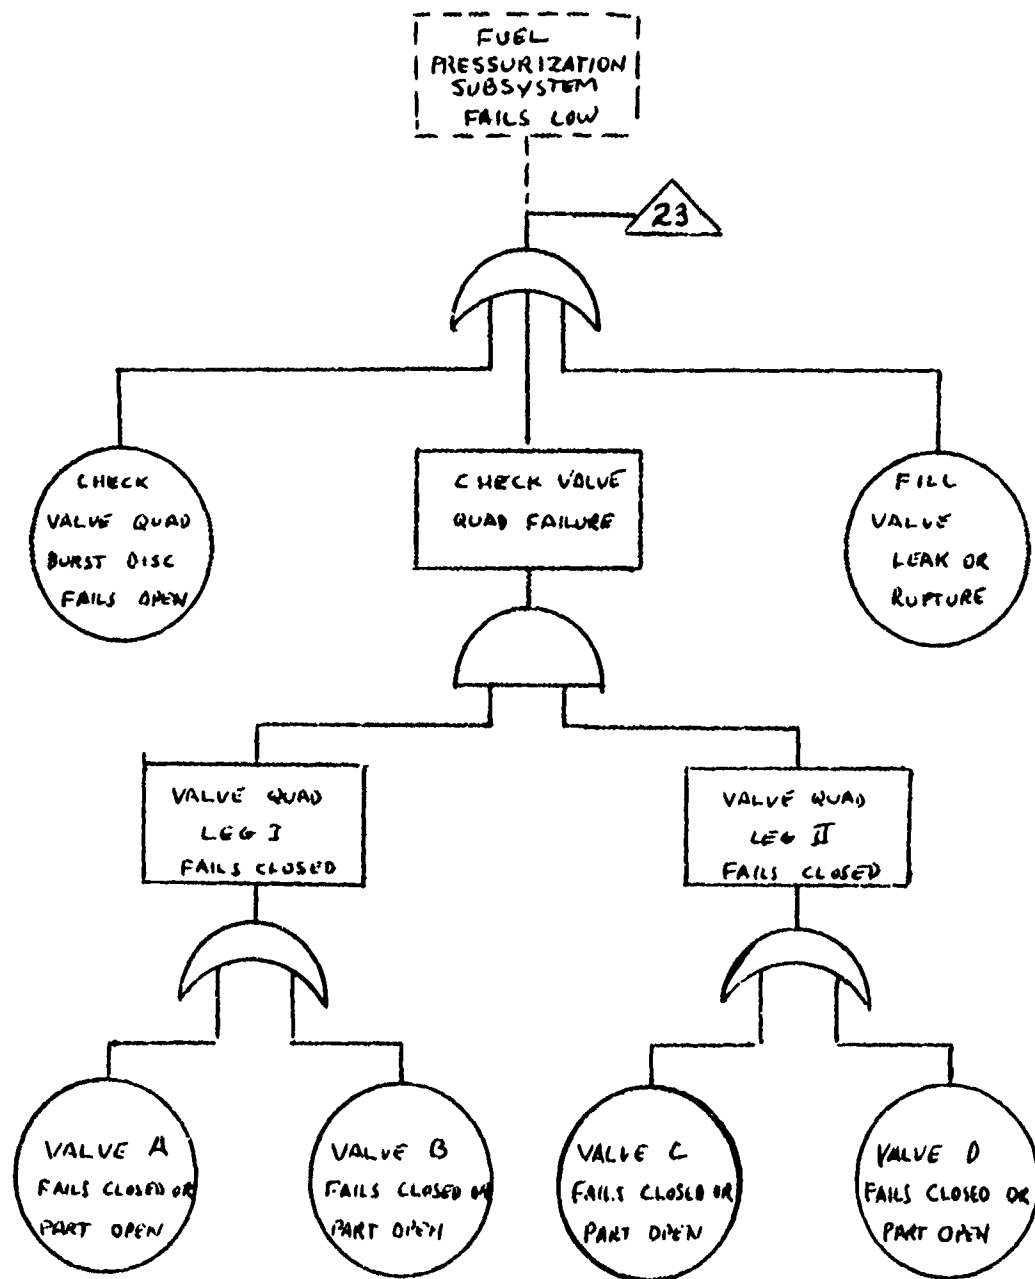 FUEL
PRESSURIZATION
SUBSYSTEM
FAILS LOW
23
CHECK
VALVE QUAD
BURST DISC
FAILS OPEN
CHECK VALVE
QUAD FAILURE
FILL
VALVE
LEAK OR
RUPTURE
VALVE QUAD
LEG I
FAILS CLOSED
VALVE QUAD
LEG II
FAILS CLOSED
VALVE A
FAILS CLOSED OR
PART OPEN
VALVE B
FAILS CLOSED OR
PART OPEN
VALVE C
FAILS CLOSED OR
PART OPEN
VALVE D
FAILS CLOSED OR
PART OPEN